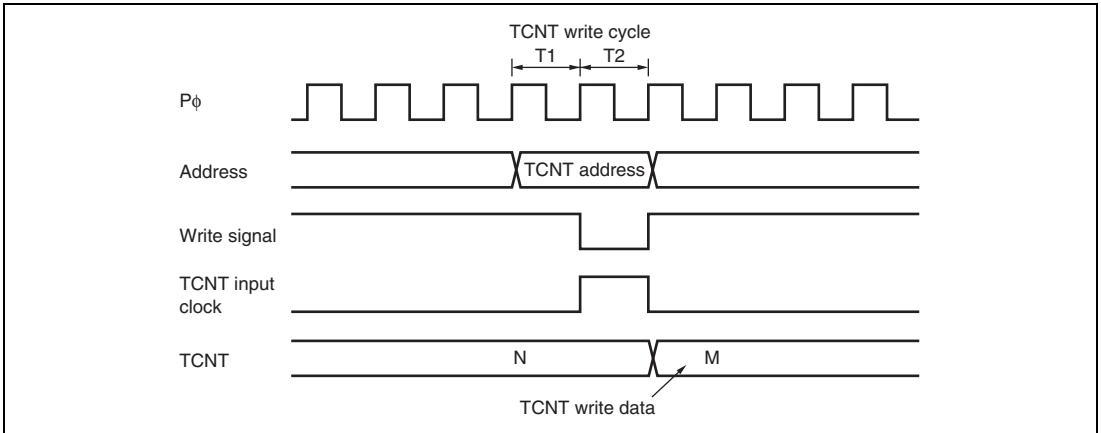 TCNT write cycle
T1 T2
Pϕ
Address
TCNT address
Write signal
TCNT input
clock
TCNT
N
M
TCNT write data